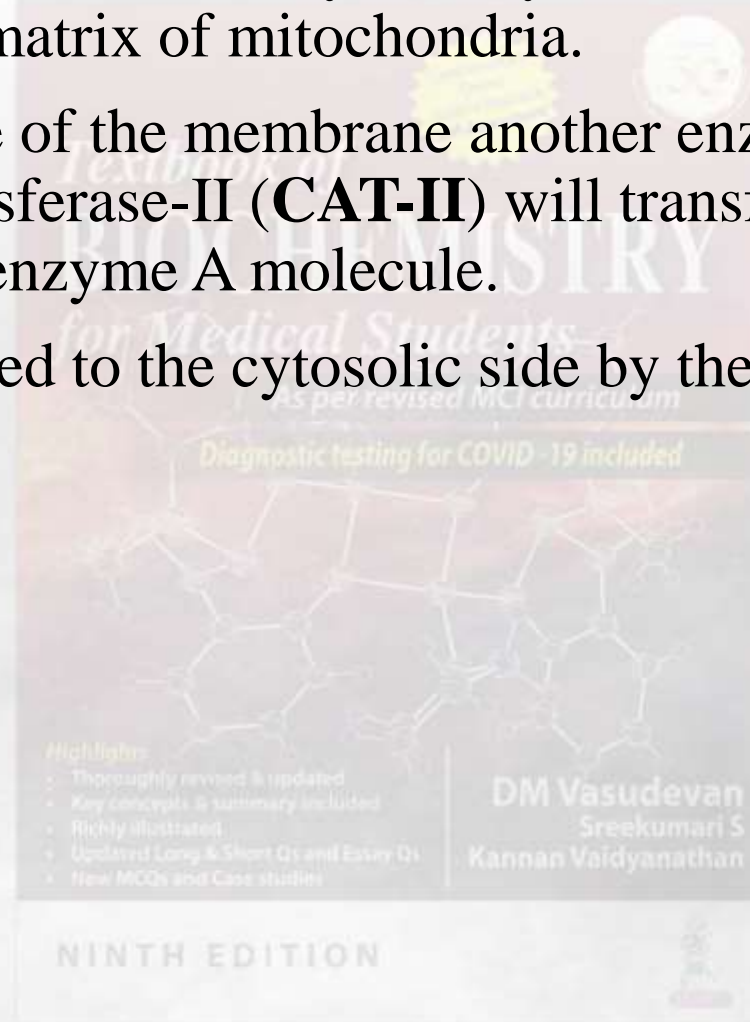 matrix of mitochondria.
e of the membrane another enz
sferase-II (CAT-II) will transf
enzyme A molecule.
ed to the cytosolic side by the
Textbook of
BIOCHEMISTRY
for Medical Students
As per revised MCI curriculum
Diagnostic testing for COVID -19 included
Highlights
• Thoroughly revised & updated
• Key concepts & summary included
• Richly illustrated
• Updated Long & Short Qs and Essay Qs
• New MCQs and Case studies
DM Vasudevan
Sreekumari S
Kannan Vaidyanathan
NINTH EDITION